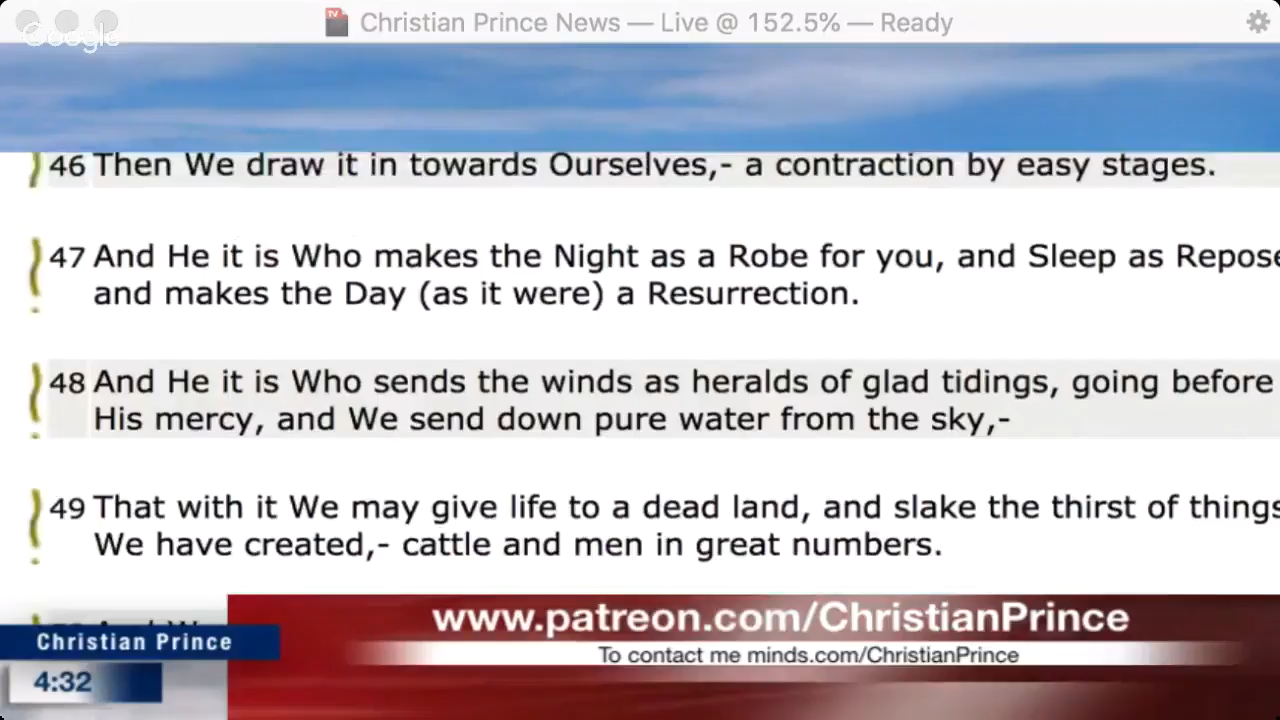 Christian Prince News — Live @ 152.5% — Ready
Google
46 Then We draw it in towards Ourselves,- a contraction by easy stages.
47 And He it is Who makes the Night as a Robe for you, and Sleep as Repose
and makes the Day (as it were) a Resurrection.
48 And He it is Who sends the winds as heralds of glad tidings, going before
His mercy, and We send down pure water from the sky,-
49 That with it We may give life to a dead land, and slake the thirst of things
We have created,- cattle and men in great numbers.
www.patreon.com/ChristianPrince
Christian Prince
To contact me minds.com/ChristianPrince
4:32